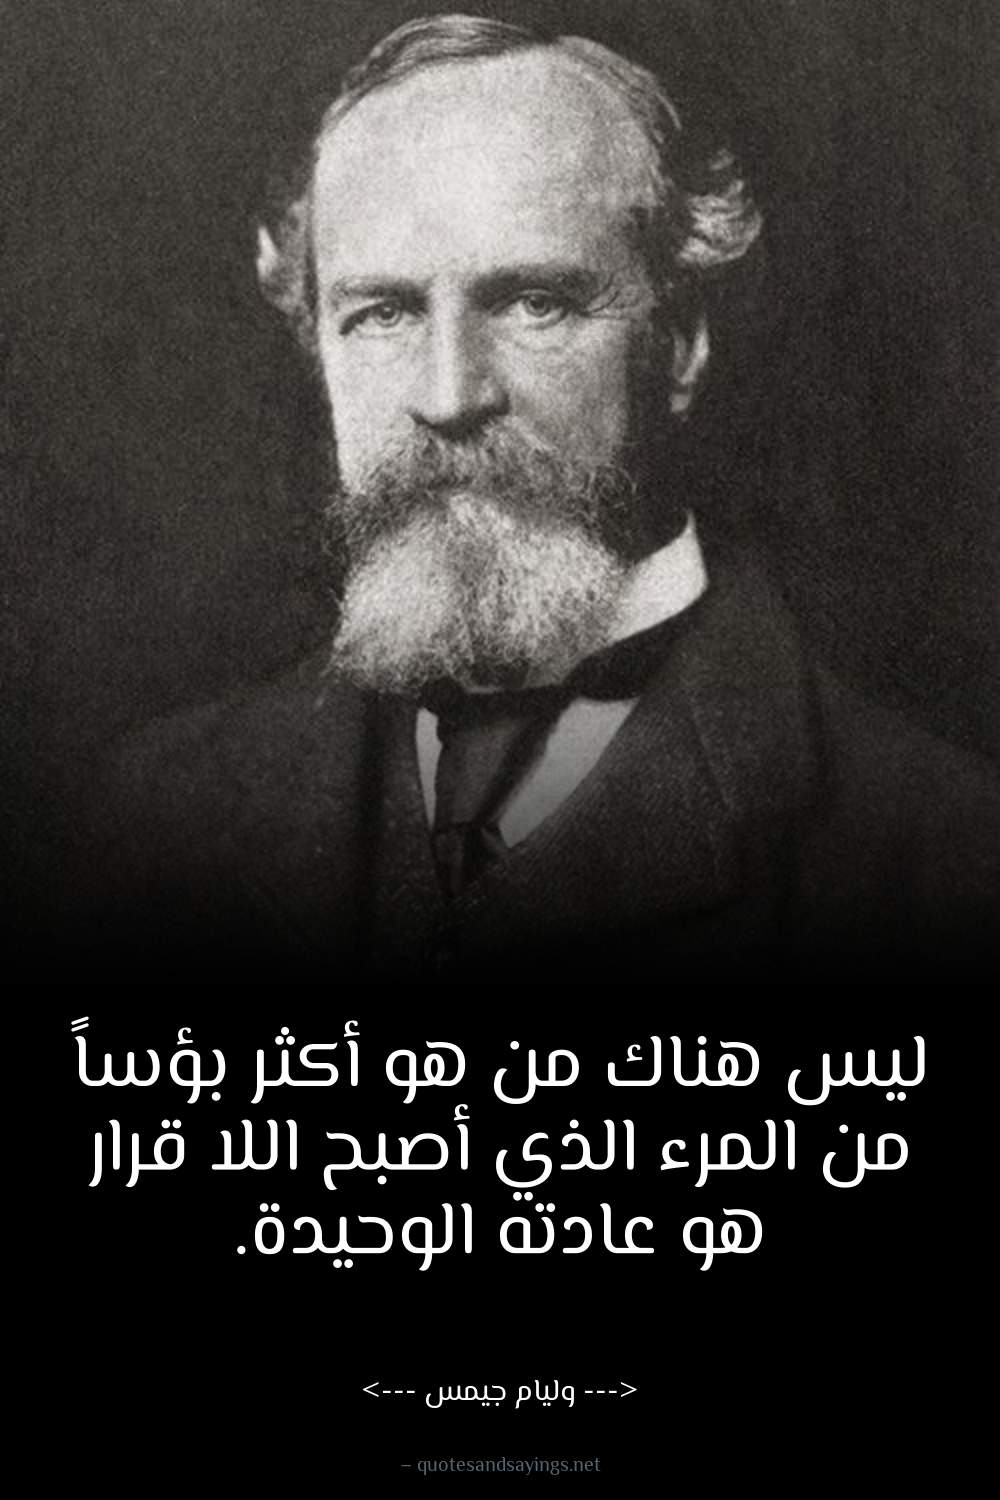 ليس هناك من هو أكثر بؤساً
من المرء الذي أصبح اللا قرار
هو عادته الوحيدة.
<--- وليام جيمس --->
– quotesandsayings.net